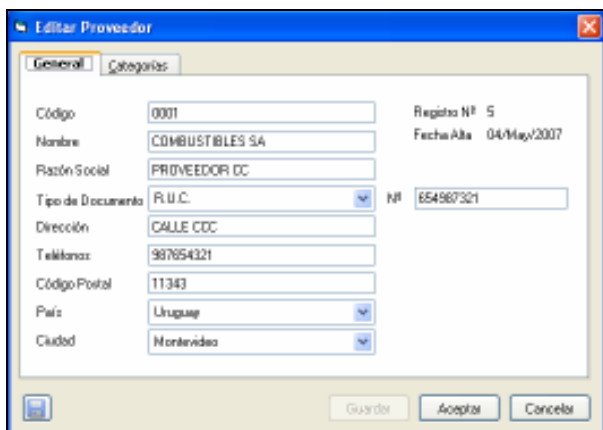 Editar Proveedor
General Categorías
Código 0001 Registro Nº 5
Nombre COMBUSTIBLES SA Fecha Alta 04/May/2007
Razón Social PROVEEDOR CC
Tipo de Documento R.U.C. Nº 654987321
Dirección CALLE CCC
Teléfonos 987654321
Código Postal 11343
País Uruguay
Ciudad Montevideo
Guardar Aceptar Cancelar